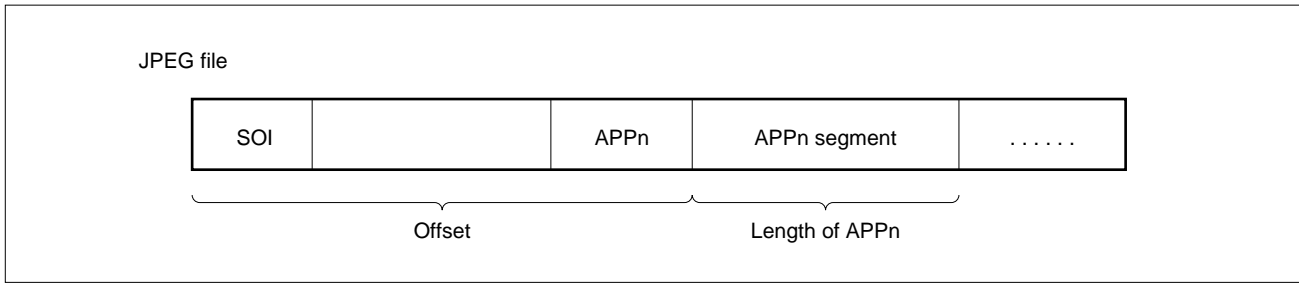 JPEG file
SOI APPn APPn segment . . . . . .
Offset Length of APPn